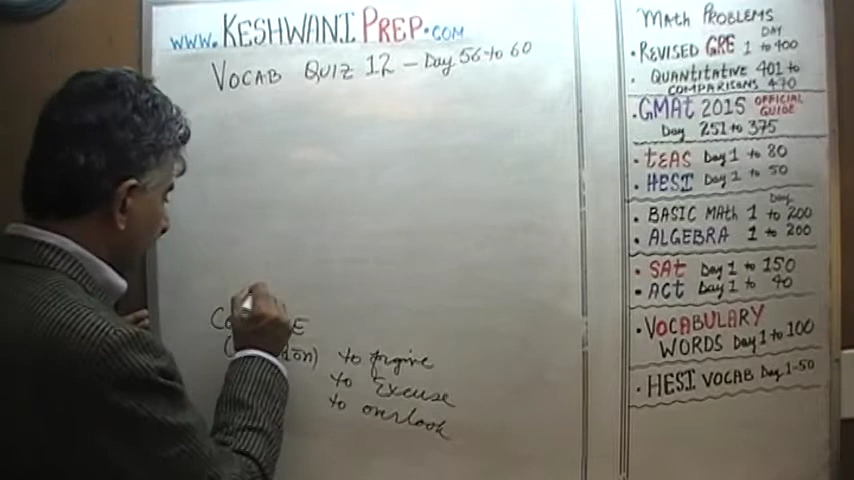 www.KESHWANI PREP.COM
VOCAB QUIZ 12 – Day 56 to 60
to forgive
to Excuse
to overlook
MATH PROBLEMS
• REVISED GRE DAY 1 to 400
• QUANTITATIVE 401 to
COMPARISONS 470
• GMAt 2015 OFFICIAL GUIDE
Day 251 to 375
• tEAS Day 1 to 80
• HESI Day 1 to 50
Day
• BASIC MATH 1 to 200
• ALGEBRA 1 to 200
• SAt Day 1 to 150
• ACt Day 1 to 40
• VOCABULARY
WORDS Day 1 to 100
• HESI VOCAB Day 1-50